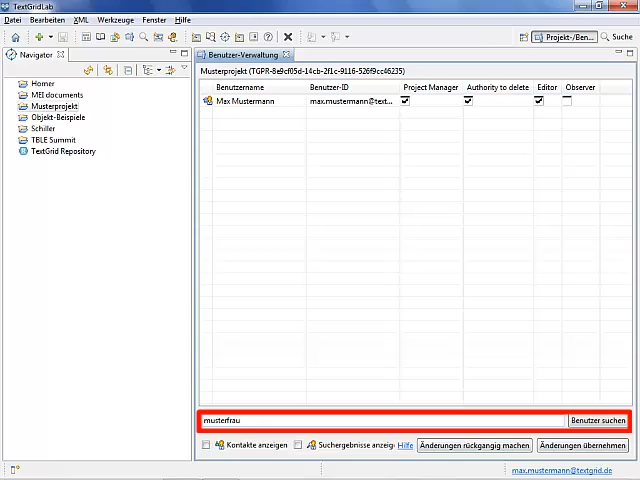 TextGridLab
Datei Bearbeiten XML Werkzeuge Fenster Hilfe
Projekt-/Ben... Suche
Navigator
Homer
MEI documents
Musterprojekt
Objekt-Beispiele
Schiller
TBLE Summit
TextGrid Repository
Benutzer-Verwaltung
Musterprojekt (TGPR-8e9cf05d-14cb-2f1c-9116-526f9cc46235)
Benutzername Benutzer-ID Project Manager Authority to delete Editor Observer
Max Mustermann max.mustermann@text...
musterfrau Benutzer suchen
Kontakte anzeigen Suchergebnisse anzeig Hilfe Änderungen rückgängig machen Änderungen übernehmen
max.mustermann@textgrid.de